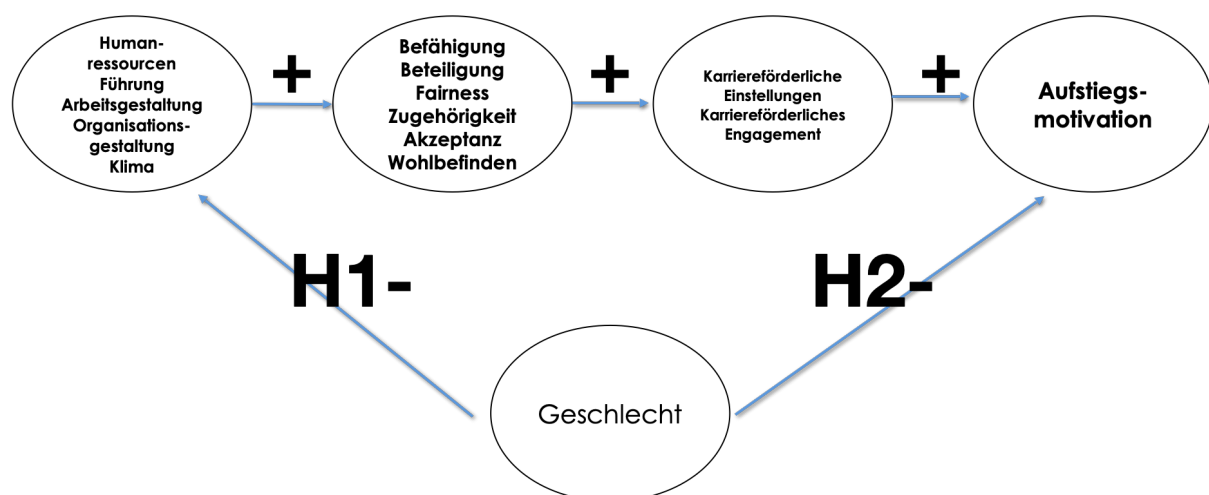 Human-
ressourcen
Führung
Arbeitsgestaltung
Organisations-
gestaltung
Klima
+
Befähigung
Beteiligung
Fairness
Zugehörigkeit
Akzeptanz
Wohlbefinden
+
Karriereförderliche
Einstellungen
Karriereförderliches
Engagement
+
Aufstiegs-
motivation
H1-
H2-
Geschlecht